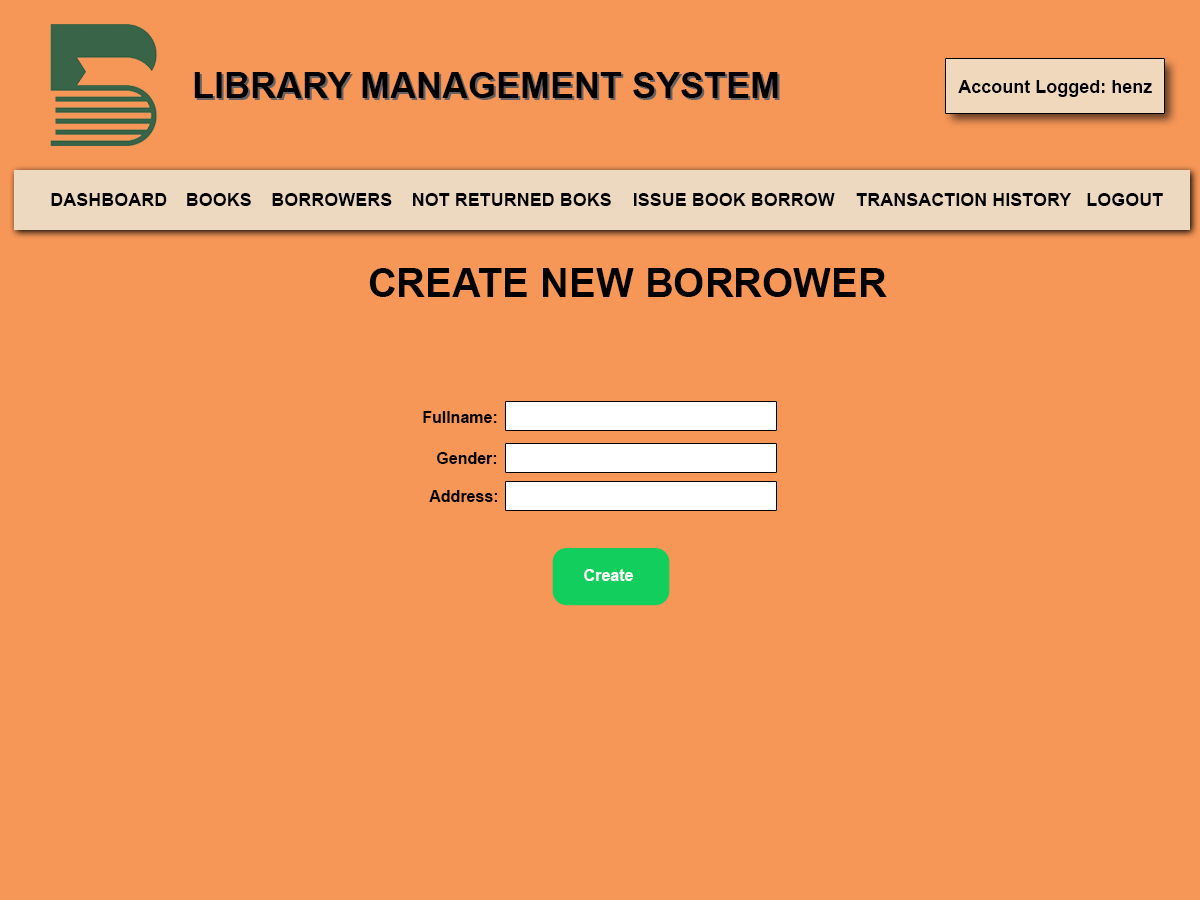 LIBRARY MANAGEMENT SYSTEM
Account Logged: henz
DASHBOARD BOOKS BORROWERS NOT RETURNED BOKS ISSUE BOOK BORROW TRANSACTION HISTORY LOGOUT
CREATE NEW BORROWER
Fullname:
Gender:
Address:
Create